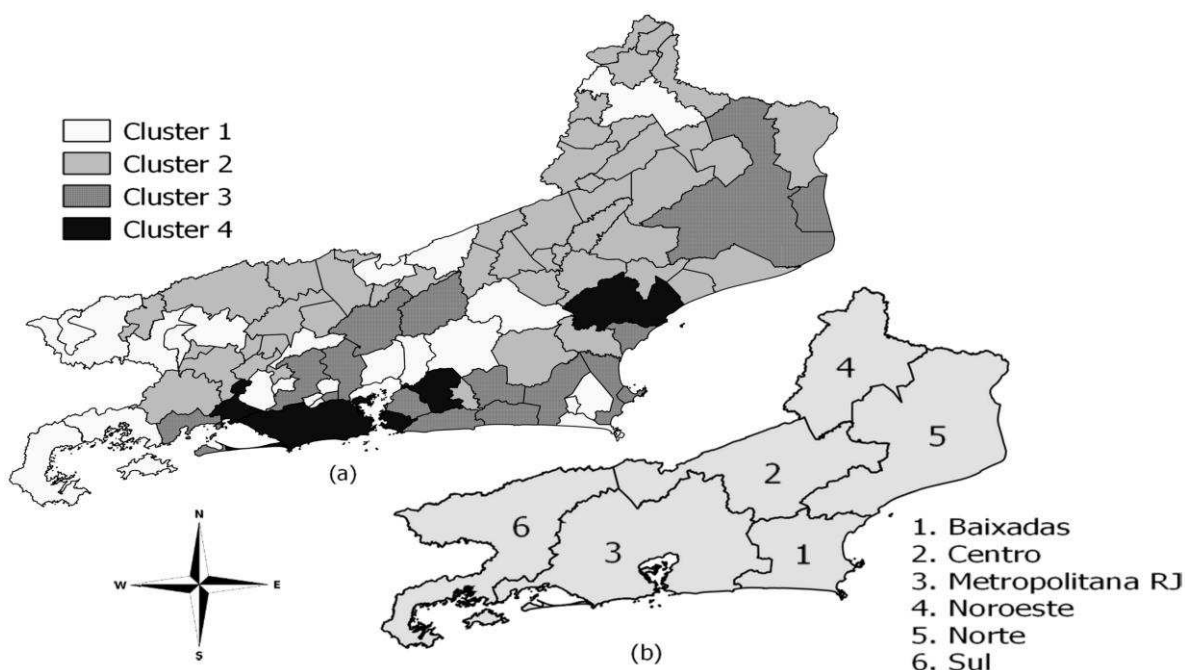 Cluster 1
Cluster 2
Cluster 3
Cluster 4
(a)
N
W
E
S
4
5
2
6
3
1
(b)
1. Baixadas
2. Centro
3. Metropolitana RJ
4. Noroeste
5. Norte
6. Sul